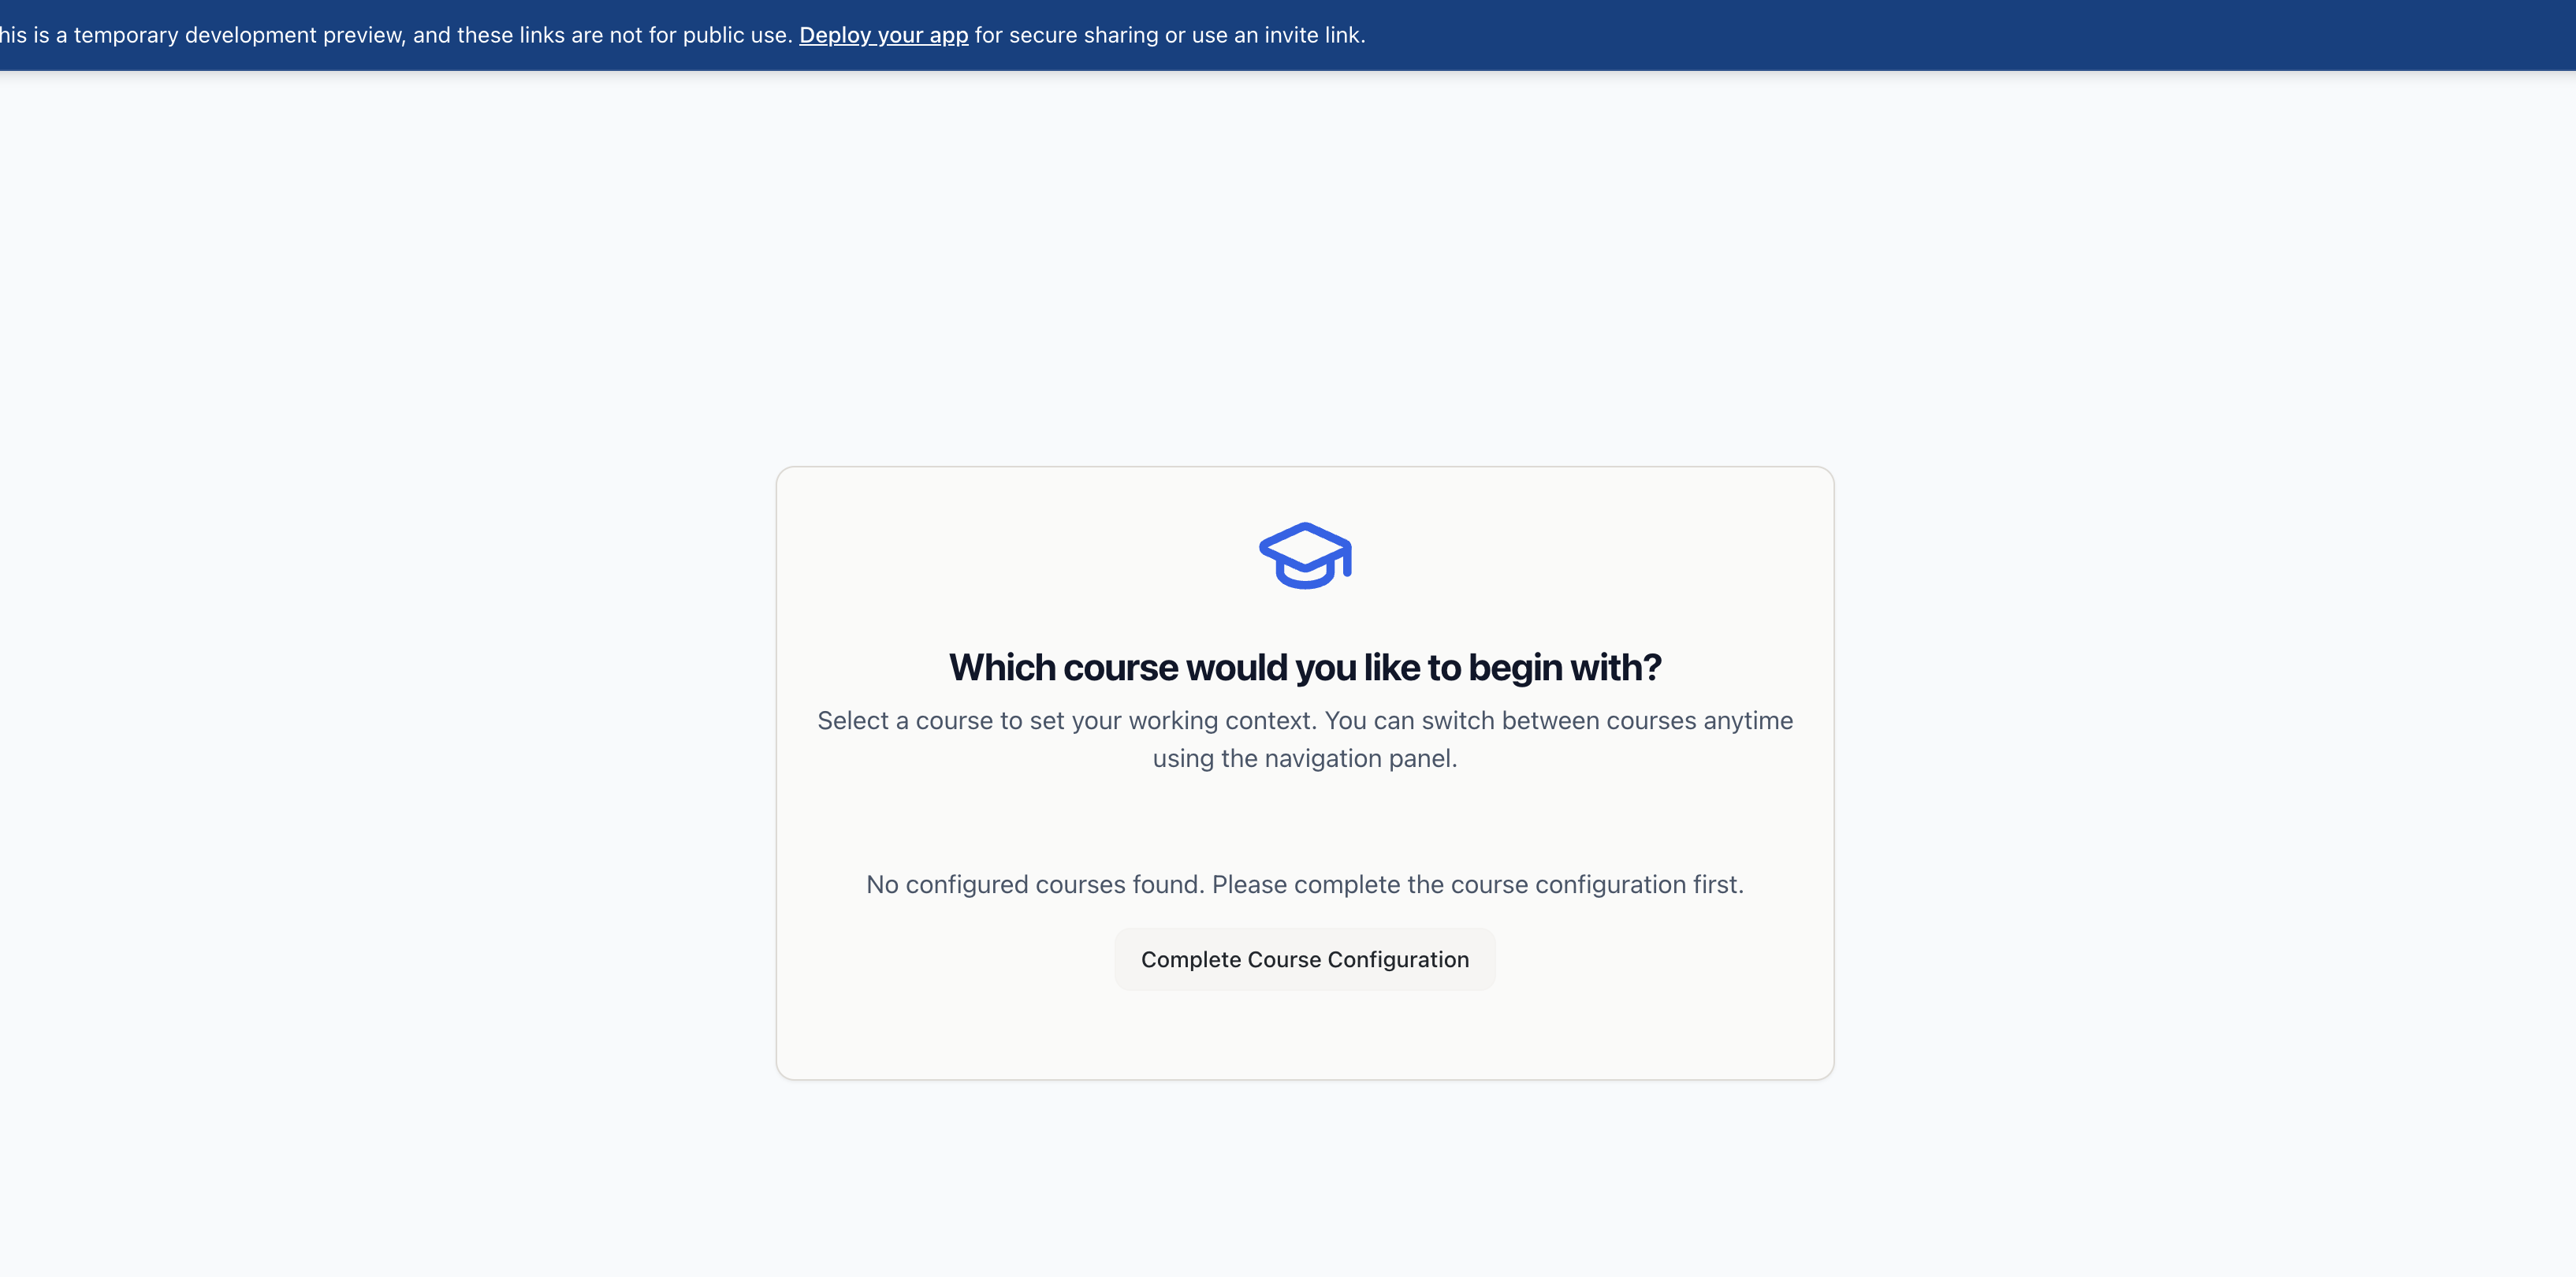 his is a temporary development preview, and these links are not for public use. Deploy your app for secure sharing or use an invite link.
Which course would you like to begin with?
Select a course to set your working context. You can switch between courses anytime
using the navigation panel.
No configured courses found. Please complete the course configuration first.
Complete Course Configuration